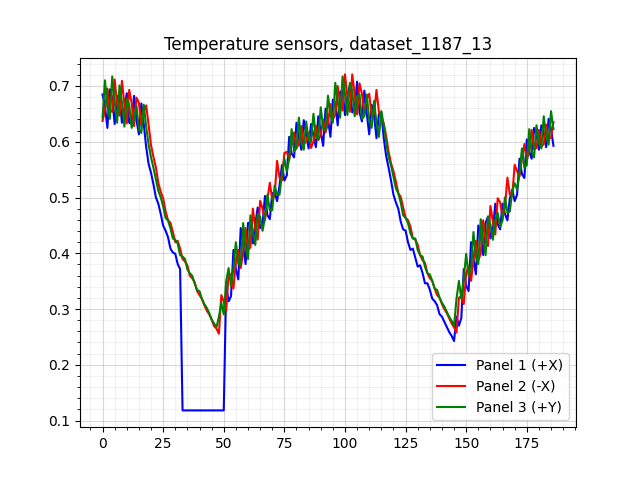 Temperature sensors, dataset_1187_13
0.7
0.6
0.5
0.4
0.3
0.2
0.1
0 25 50 75 100 125 150 175
Panel 1 (+X)
Panel 2 (-X)
Panel 3 (+Y)